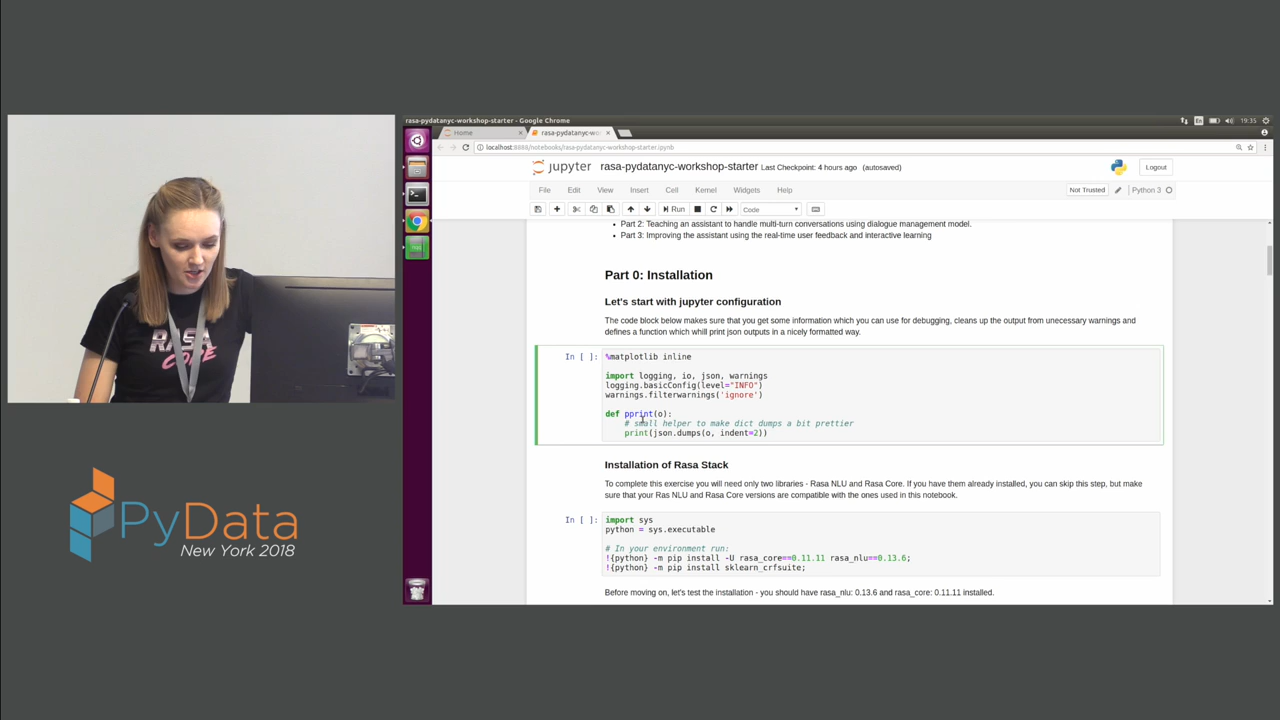 rasa-pydatanyc-workshop-starter - Google Chrome
En
19:35
Home
rasa-pydatanyc-wo
localhost:8888/notebooks/rasa-pydatanyc-workshop-starter.ipynb
jupyter rasa-pydatanyc-workshop-starter Last Checkpoint: 4 hours ago (autosaved)
Logout
File Edit View Insert Cell Kernel Widgets Help
Not Trusted
Python 3
Run
Code
Part 2: Teaching an assistant to handle multi-turn conversations using dialogue management model.
Part 3: Improving the assistant using the real-time user feedback and interactive learning
Part 0: Installation
Let's start with jupyter configuration
The code block below makes sure that you get some information which you can use for debugging, cleans up the output from unecessary warnings and
defines a function which whill print json outputs in a nicely formatted way.
In [ ]:
%matplotlib inline
import logging, io, json, warnings
logging.basicConfig(level="INFO")
warnings.filterwarnings('ignore')
def pprint(o):
# small helper to make dict dumps a bit prettier
print(json.dumps(o, indent=2))
Installation of Rasa Stack
To complete this exercise you will need only two libraries - Rasa NLU and Rasa Core. If you have them already installed, you can skip this step, but make
sure that your Ras NLU and Rasa Core versions are compatible with the ones used in this notebook.
In [ ]:
import sys
python = sys.executable
# In your environment run:
!{python} -m pip install -U rasa_core==0.11.11 rasa_nlu==0.13.6;
!{python} -m pip install sklearn_crfsuite;
Before moving on, let's test the installation - you should have rasa_nlu: 0.13.6 and rasa_core: 0.11.11 installed.
MADE
RASA
CODE
PyData
New York 2018